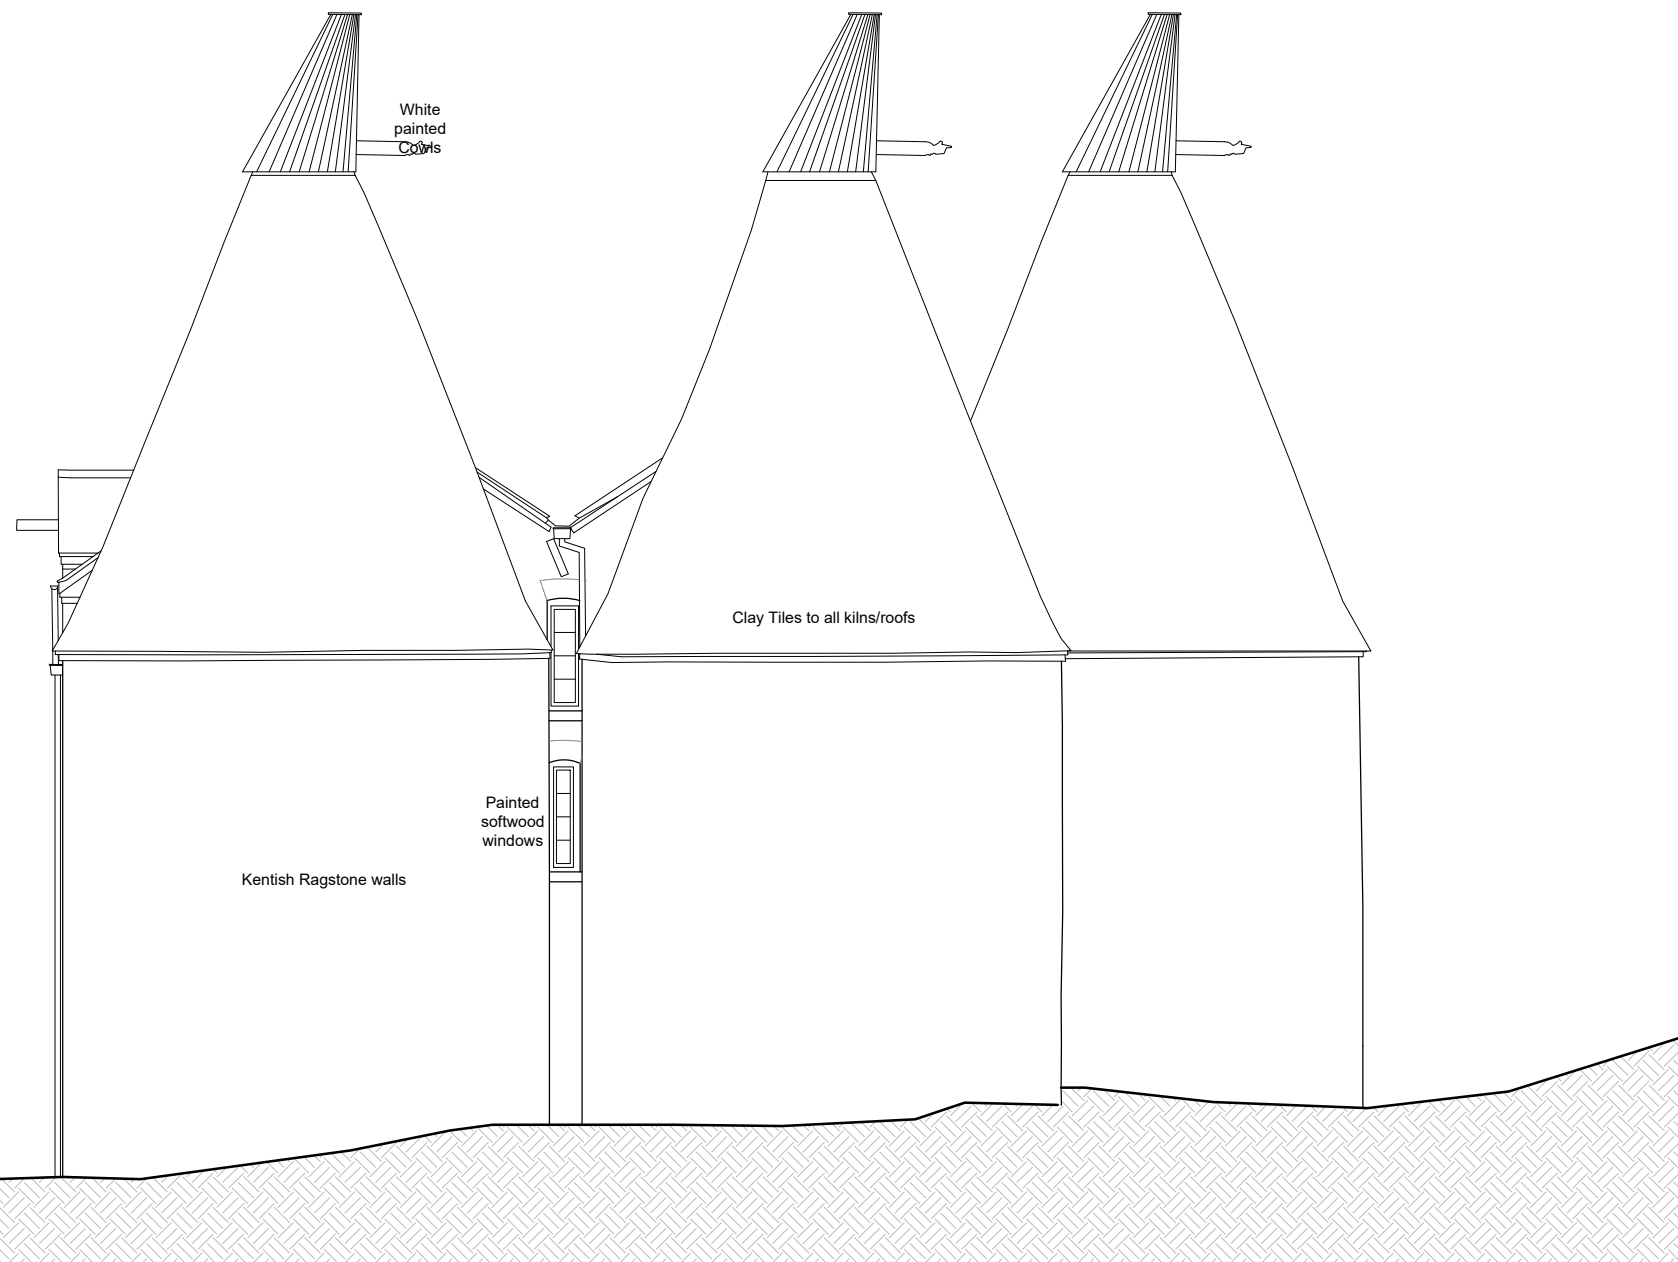 White
painted
Cowls
Clay Tiles to all kilns/roofs
Painted
softwood
windows
Kentish Ragstone walls